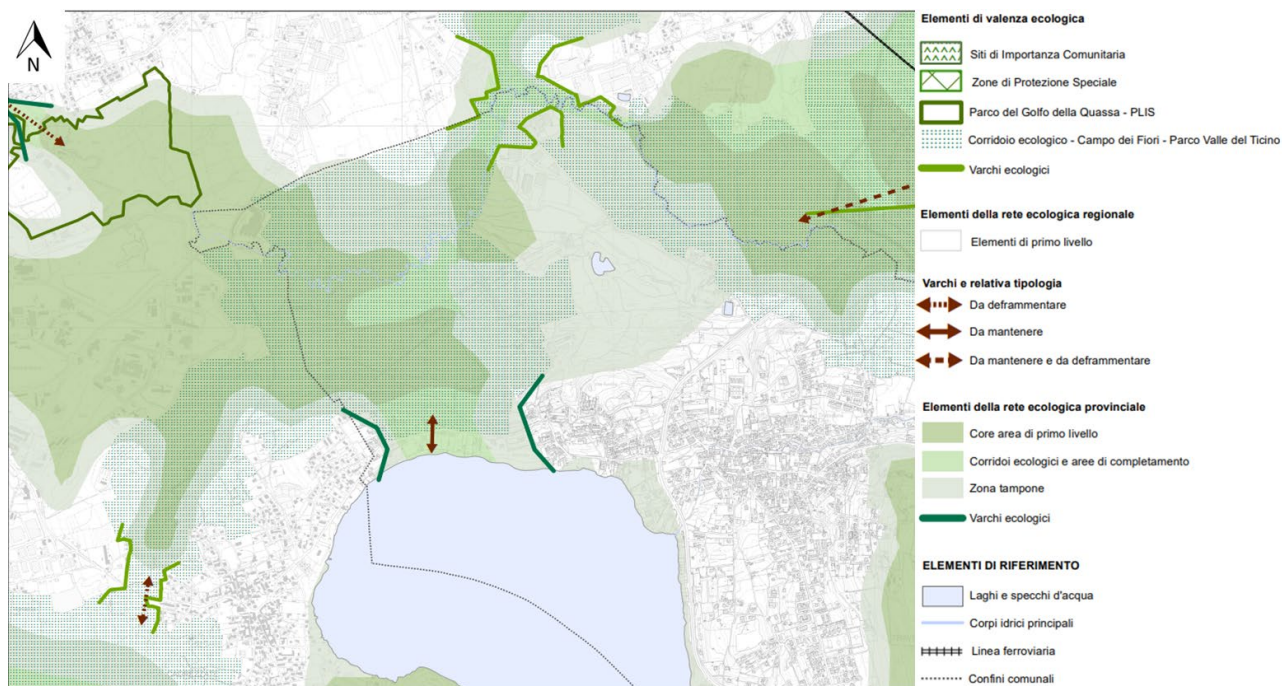 N
Elementi di valenza ecologica
Siti di Importanza Comunitaria
Zone di Protezione Speciale
Parco del Golfo della Quassa - PLIS
Corridoio ecologico - Campo dei Fiori - Parco Valle del Ticino
Varchi ecologici
Elementi della rete ecologica regionale
Elementi di primo livello
Varchi e relativa tipologia
Da deframmentare
Da mantenere
Da mantenere e da deframmentare
Elementi della rete ecologica provinciale
Core area di primo livello
Corridoi ecologici e aree di completamento
Zona tampone
Varchi ecologici
ELEMENTI DI RIFERIMENTO
Laghi e specchi d'acqua
Corpi idrici principali
Linea ferroviaria
Confini comunali